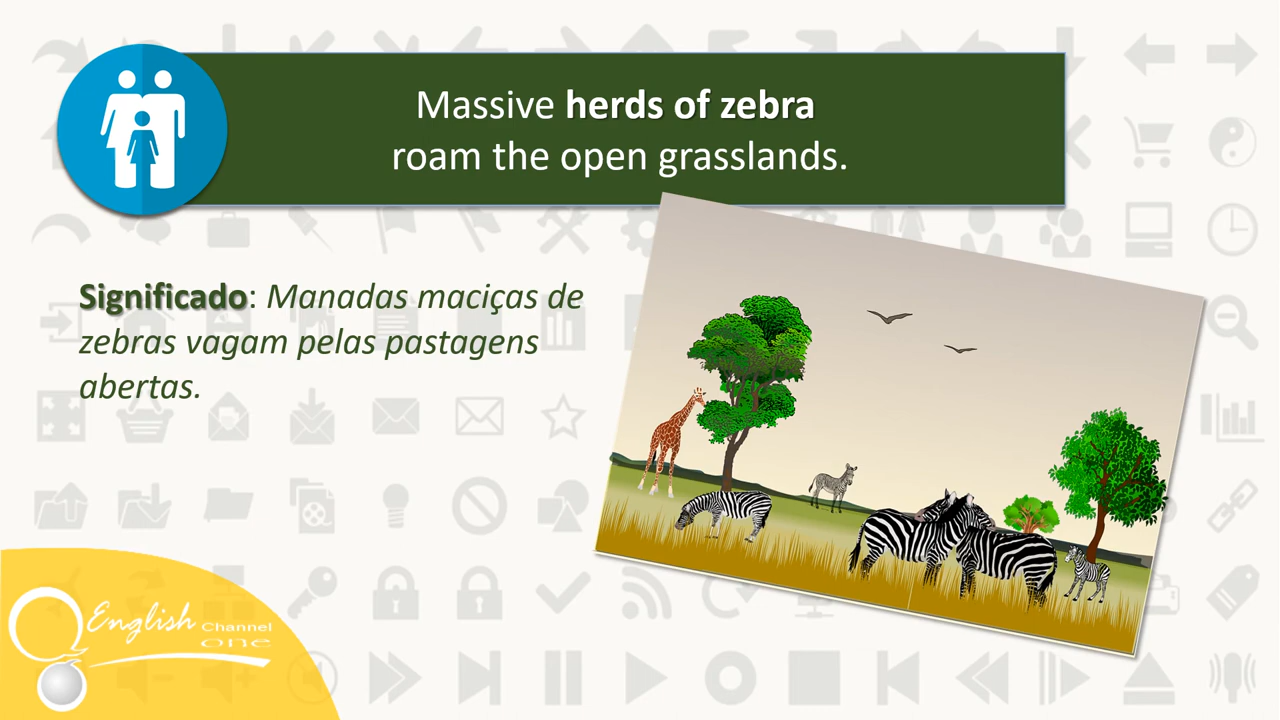 Massive herds of zebra
roam the open grasslands.
Significado: Manadas maciças de
zebras vagam pelas pastagens
abertas.
English Channel
one